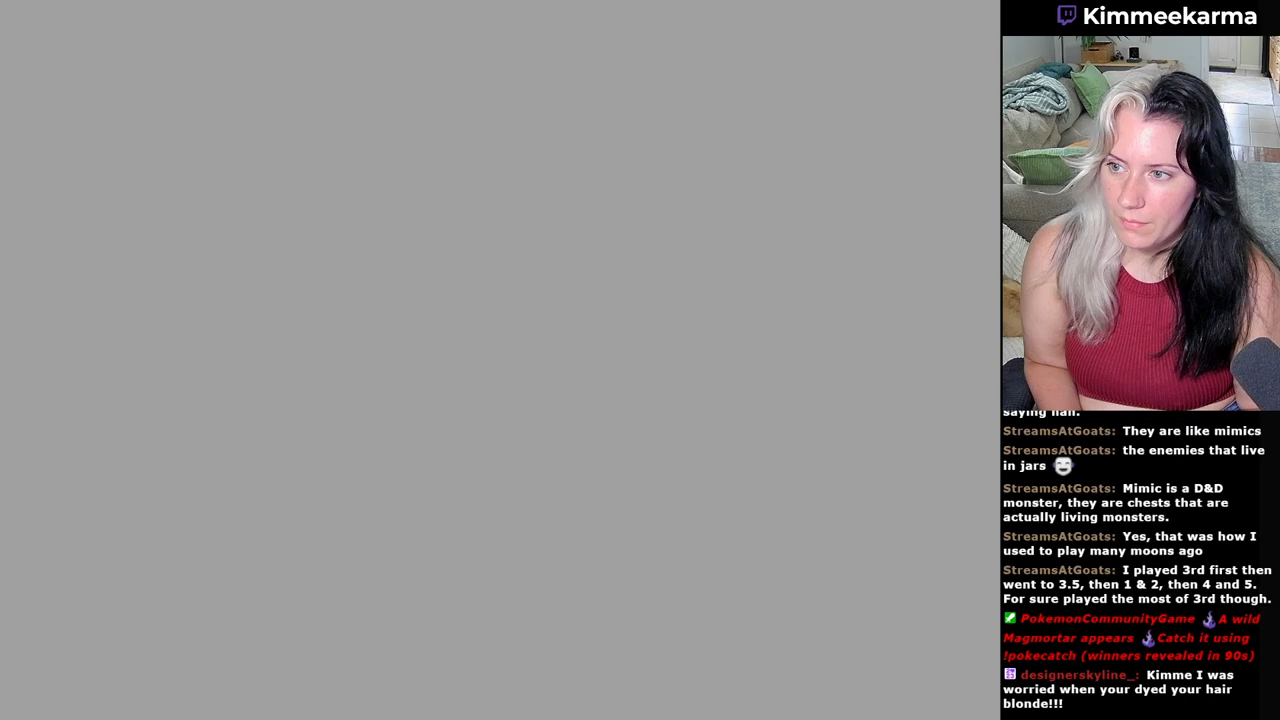 Kimmeekarma
saying nah.
StreamsAtGoats: They are like mimics
StreamsAtGoats: the enemies that live
in jars
StreamsAtGoats: Mimic is a D&D
monster, they are chests that are
actually living monsters.
StreamsAtGoats: Yes, that was how I
used to play many moons ago
StreamsAtGoats: I played 3rd first then
went to 3.5, then 1 & 2, then 4 and 5.
For sure played the most of 3rd though.
PokemonCommunityGame A wild
Magmortar appears Catch it using
!pokecatch (winners revealed in 90s)
designerskyline_: Kimme I was
worried when your dyed your hair
blonde!!!